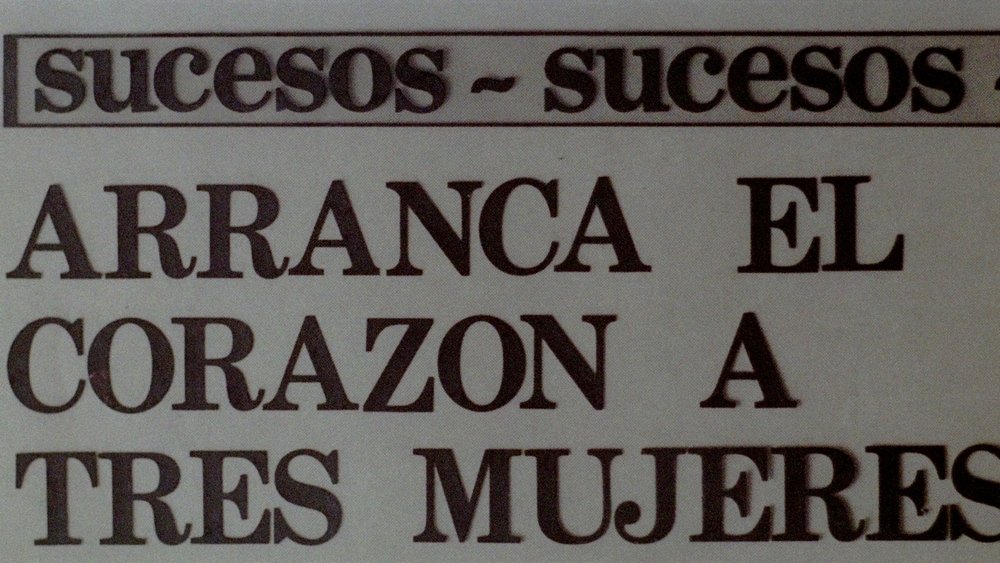 sucesos ~ sucesos -
ARRANCA EL
CORAZON A
TRES MUJERES